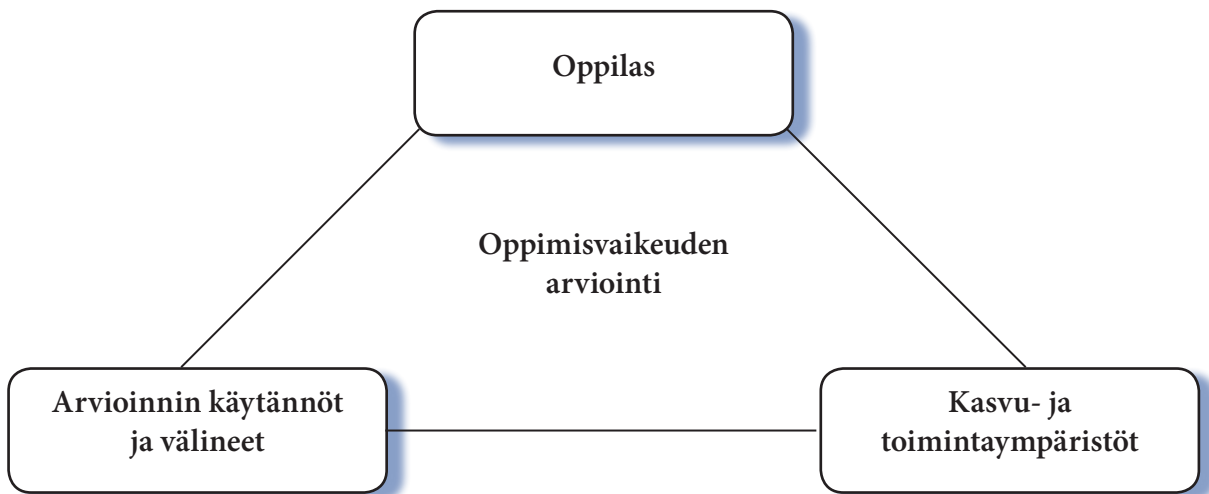 Oppilas
Oppimisvaikeuden
arviointi
Arvioinnin käytännöt
ja välineet
Kasvu- ja
toimintaympäristöt